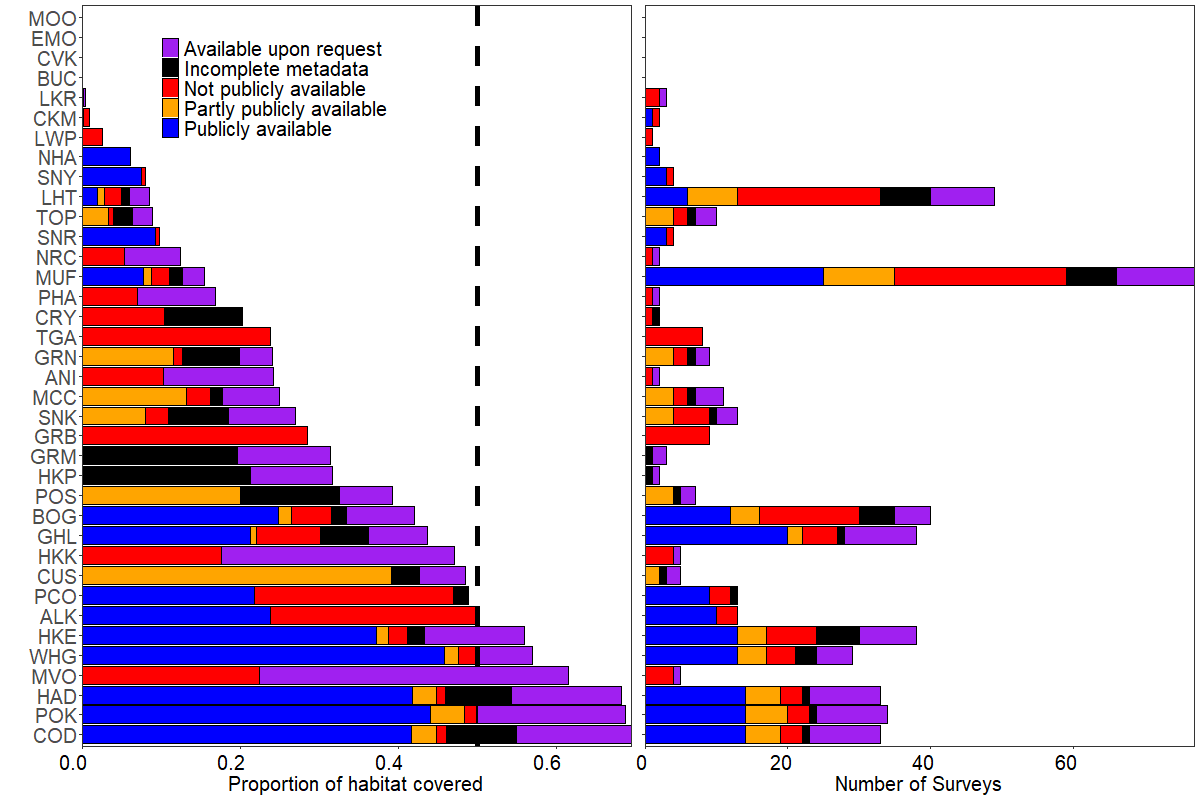 MOO
EMO
CVK
BUC
LKR
CKM
LWP
NHA
SNY
LHT
TOP
SNR
NRC
MUF
PHA
CRY
TGA
GRN
ANI
MCC
SNK
GRB
GRM
HKP
POS
BOG
GHL
HKK
CUS
PCO
ALK
HKE
WHG
MVO
HAD
POK
COD
Available upon request
Incomplete metadata
Not publicly available
Partly publicly available
Publicly available
0.0 0.2 0.4 0.6
Proportion of habitat covered
0 20 40 60
Number of Surveys